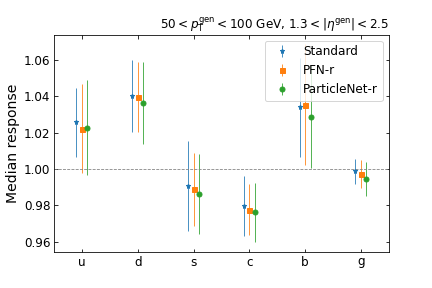 50 < p_T^gen < 100 GeV, 1.3 < |η^gen| < 2.5
Standard
PFN-r
ParticleNet-r
Median response
1.06
1.04
1.02
1.00
0.98
0.96
u d s c b g